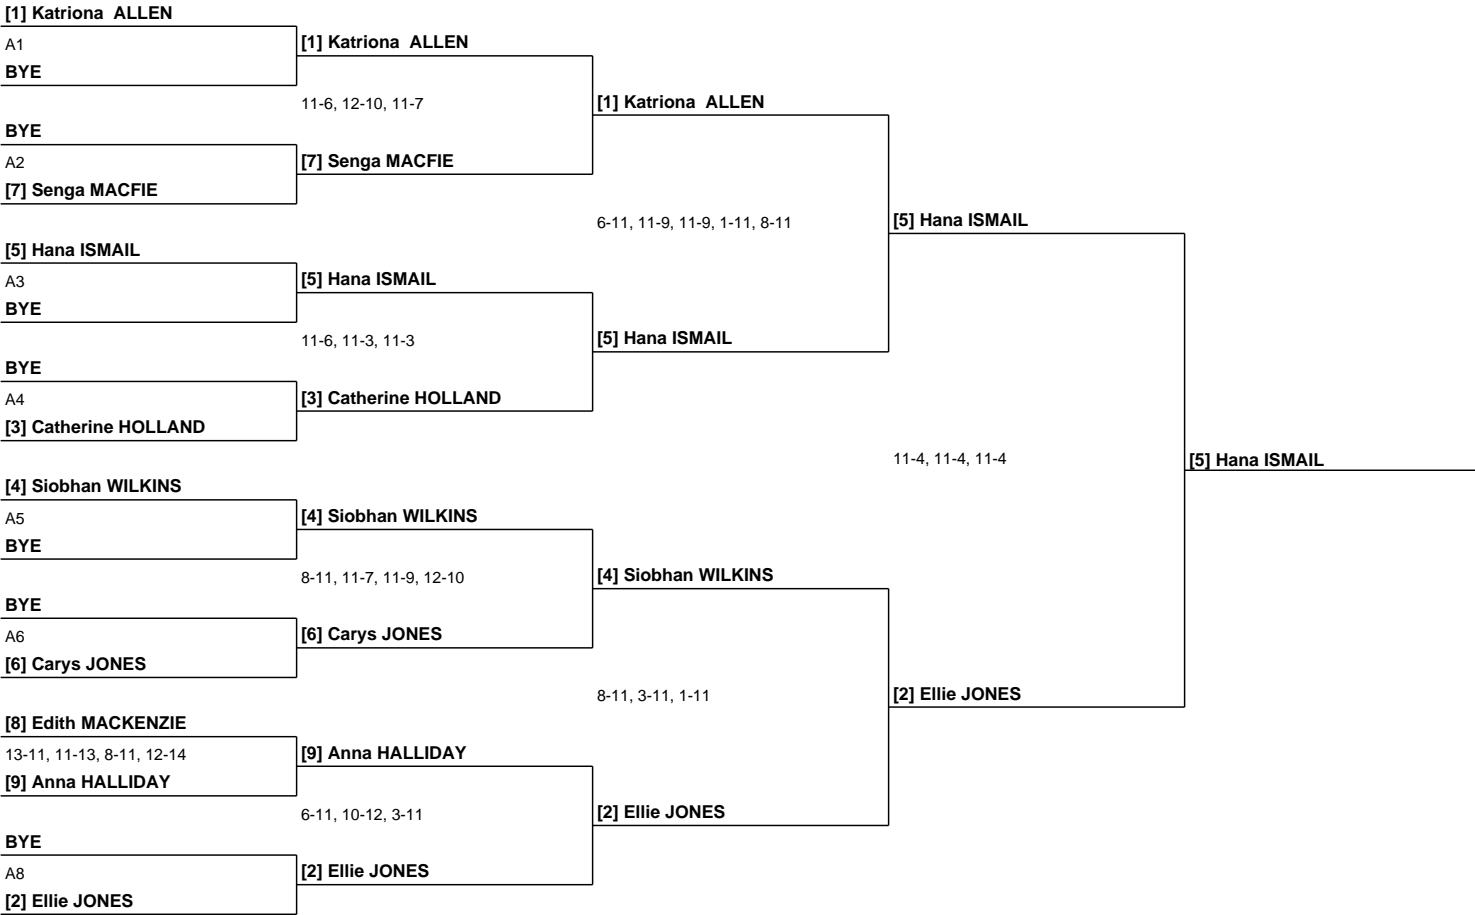 [1] Katriona  ALLEN
A1
BYE
BYE
A2
[7] Senga MACFIE
[5] Hana ISMAIL
A3
BYE
BYE
A4
[3] Catherine HOLLAND
[4] Siobhan WILKINS
A5
BYE
BYE
A6
[6] Carys JONES
[8] Edith MACKENZIE
13-11, 11-13, 8-11, 12-14
[9] Anna HALLIDAY
BYE
A8
[2] Ellie JONES
[1] Katriona  ALLEN
11-6, 12-10, 11-7
[7] Senga MACFIE
[5] Hana ISMAIL
11-6, 11-3, 11-3
[3] Catherine HOLLAND
[4] Siobhan WILKINS
8-11, 11-7, 11-9, 12-10
[6] Carys JONES
[9] Anna HALLIDAY
6-11, 10-12, 3-11
[2] Ellie JONES
[1] Katriona  ALLEN
6-11, 11-9, 11-9, 1-11, 8-11
[5] Hana ISMAIL
[4] Siobhan WILKINS
8-11, 3-11, 1-11
[2] Ellie JONES
[5] Hana ISMAIL
11-4, 11-4, 11-4
[2] Ellie JONES
[5] Hana ISMAIL